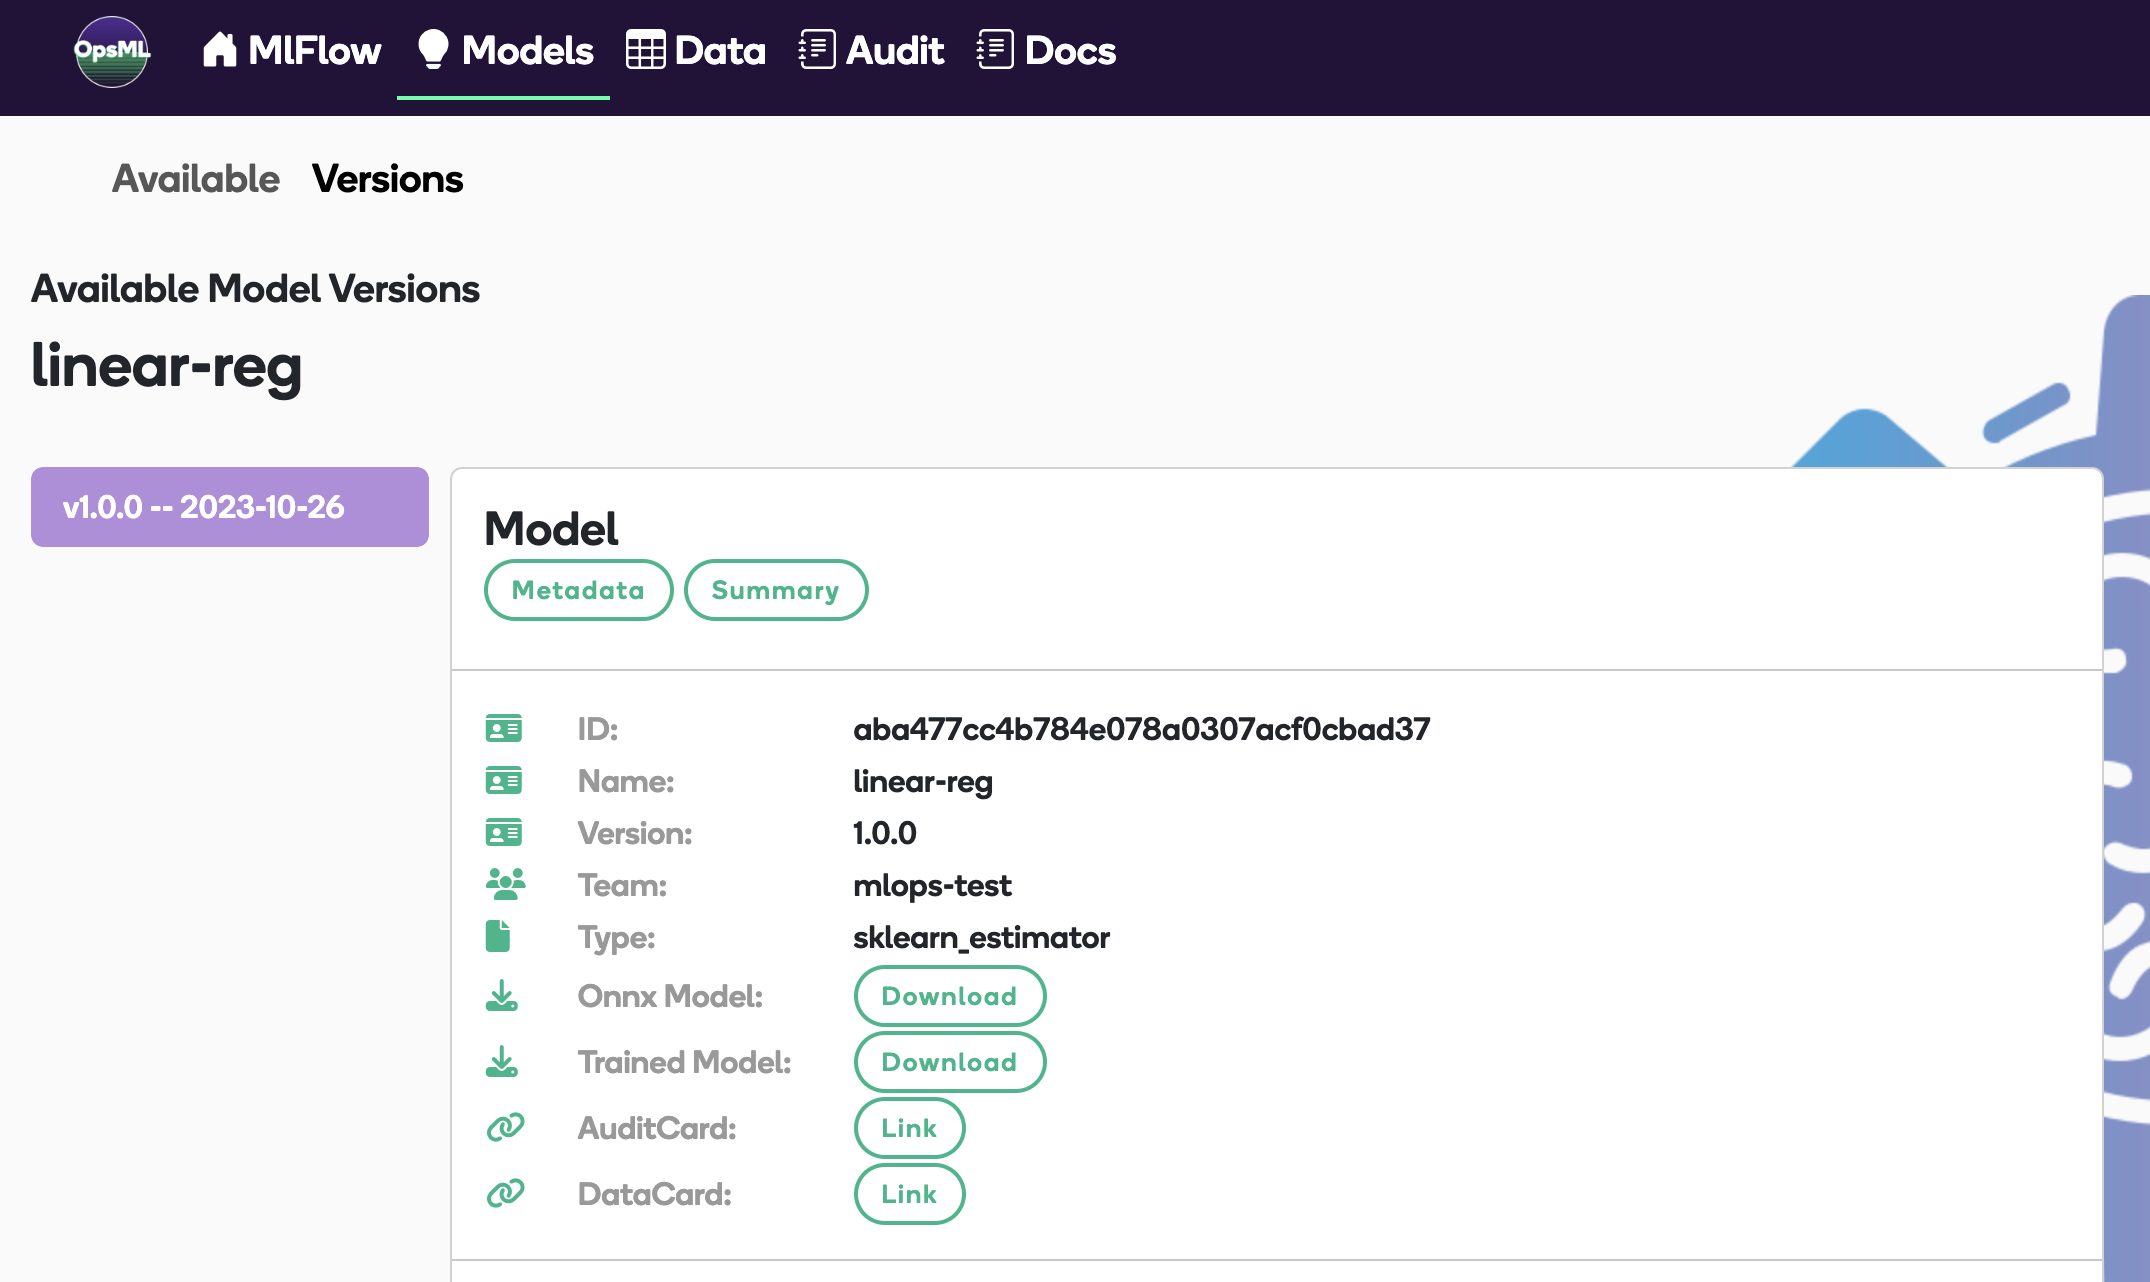 OpsML MlFlow Models Data Audit Docs
Available Versions
Available Model Versions
linear-reg
v1.0.0 -- 2023-10-26
Model
Metadata Summary
ID: aba477cc4b784e078a0307acf0cbad37
Name: linear-reg
Version: 1.0.0
Team: mlops-test
Type: sklearn_estimator
Onnx Model: Download
Trained Model: Download
AuditCard: Link
DataCard: Link